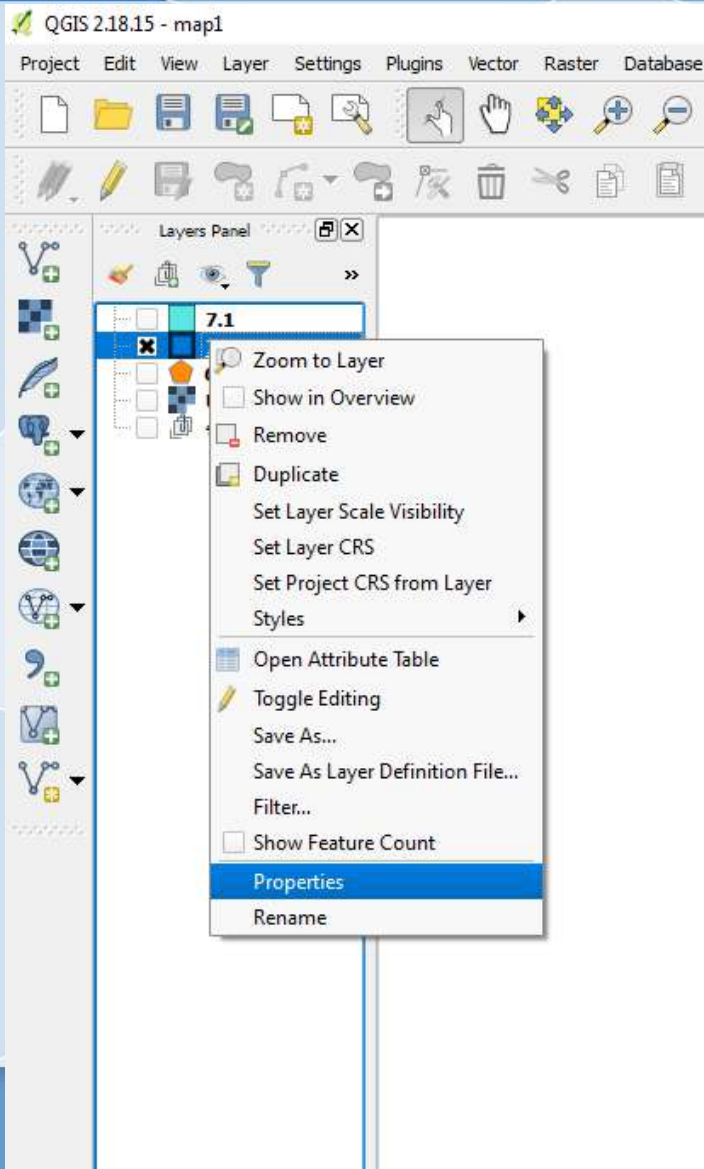 QGIS 2.18.15 - map1
Project Edit View Layer Settings Plugins Vector Raster Database
Layers Panel
»
7.1
Zoom to Layer
Show in Overview
Remove
Duplicate
Set Layer Scale Visibility
Set Layer CRS
Set Project CRS from Layer
Styles
Open Attribute Table
Toggle Editing
Save As...
Save As Layer Definition File...
Filter...
Show Feature Count
Properties
Rename